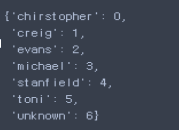 {'chirstopher': 0,
'creig': 1,
'evans': 2,
'michael': 3,
'stanfield': 4,
'toni': 5,
'unknown': 6}